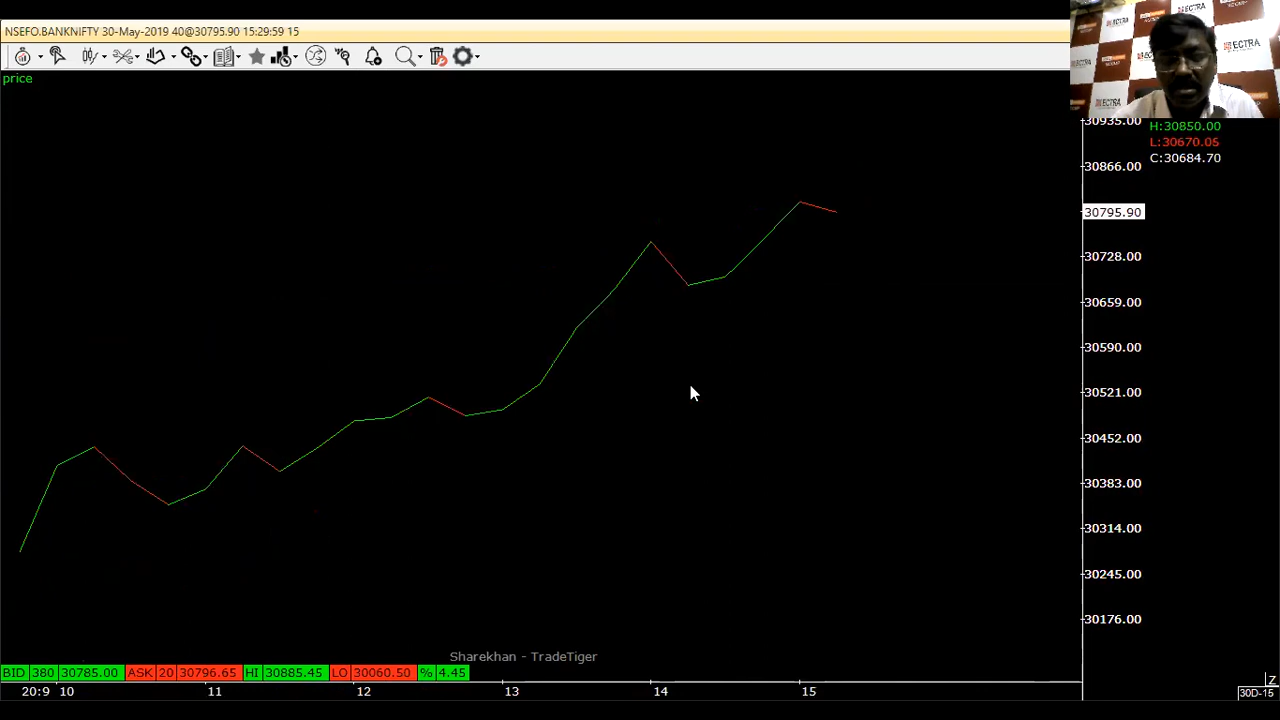 NSEFO.BANKNIFTY 30-May-2019 40@30795.90 15:29:59 15
price
ECTRA
ECTRA
ECTRA
H:30850.00
L:30670.05
C:30684.70
30935.00
30866.00
30795.90
30728.00
30659.00
30590.00
30521.00
30452.00
30383.00
30314.00
30245.00
30176.00
Sharekhan - TradeTiger
BID 380 30785.00 ASK 20 30796.65 HI 30885.45 LO 30060.50 % 4.45
20:9 10 11 12 13 14 15
Z
30D-15